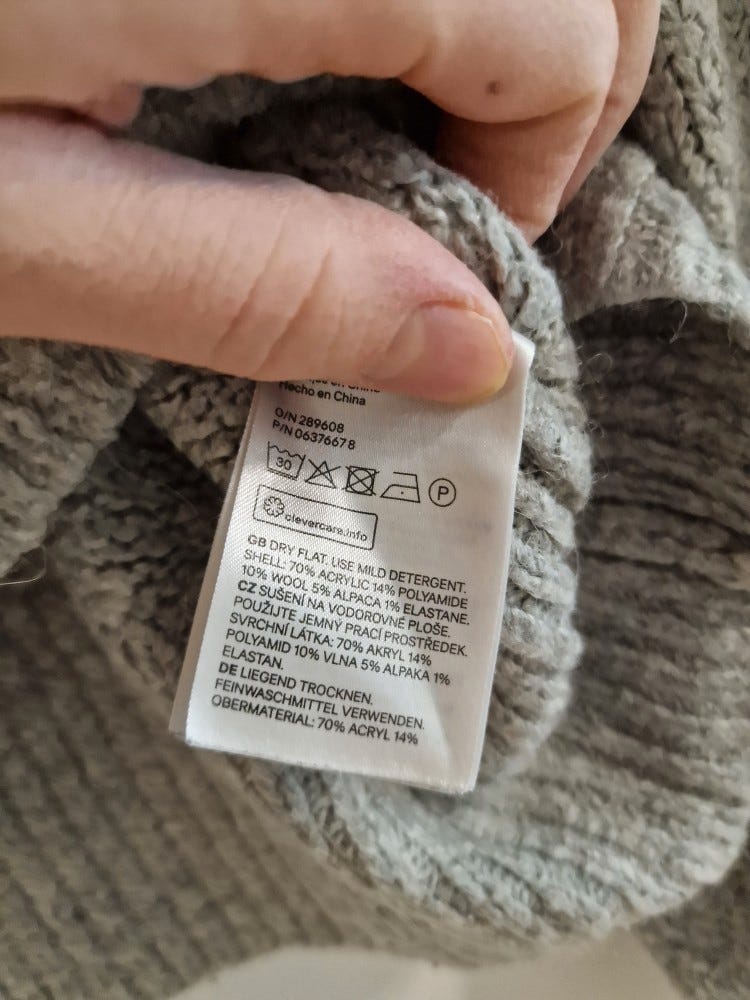 Hecho en China
O/N 289608
P/N 06376678
30 P
clevercare.info
GB DRY FLAT. USE MILD DETERGENT.
SHELL: 70% ACRYLIC 14% POLYAMIDE
10% WOOL 5% ALPACA 1% ELASTANE.
CZ SUŠENÍ NA VODOROVNÉ PLOŠE.
POUŽIJTE JEMNÝ PRACÍ PROSTŘEDEK.
SVRCHNÍ LÁTKA: 70% AKRYL 14%
POLYAMID 10% VLNA 5% ALPAKA 1%
ELASTAN.
DE LIEGEND TROCKNEN.
FEINWASCHMITTEL VERWENDEN.
OBERMATERIAL: 70% ACRYL 14%